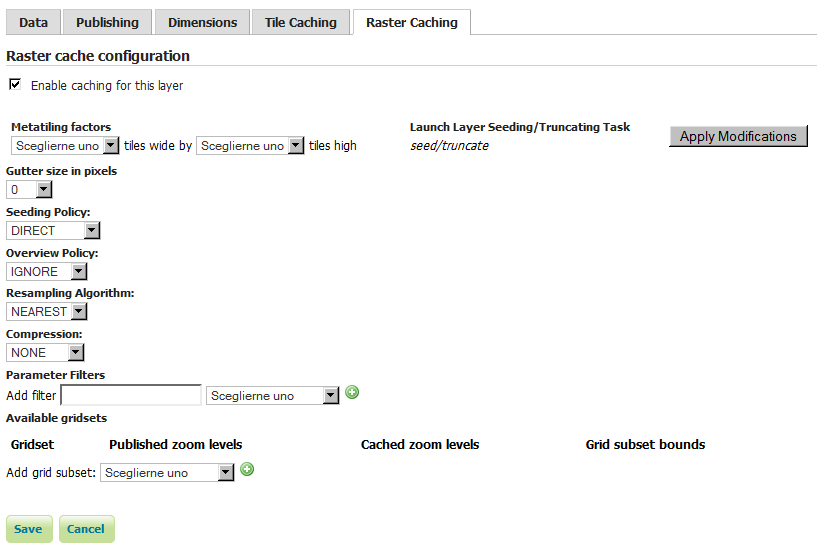 Data Publishing Dimensions Tile Caching Raster Caching
Raster cache configuration
Enable caching for this layer
Metatiling factors
Sceglierne uno tiles wide by Sceglierne uno tiles high
Launch Layer Seeding/Truncating Task
seed/truncate
Apply Modifications
Gutter size in pixels
0
Seeding Policy:
DIRECT
Overview Policy:
IGNORE
Resampling Algorithm:
NEAREST
Compression:
NONE
Parameter Filters
Add filter Sceglierne uno
Available gridsets
Gridset Published zoom levels Cached zoom levels Grid subset bounds
Add grid subset: Sceglierne uno
Save Cancel